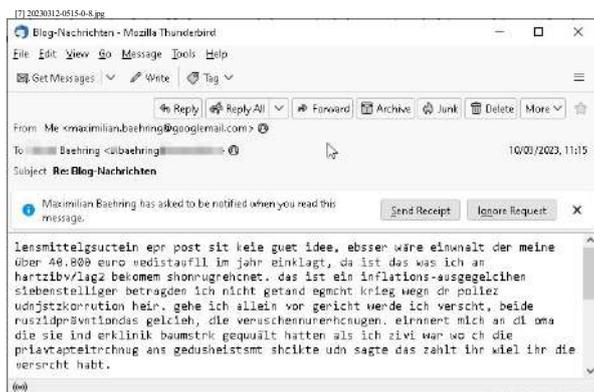 [7] 20230312-0515-0-8.jpg
Blog-Nachrichten - Mozilla Thunderbird
File Edit View Go Message Tools Help
Get Messages Write Tag
Reply Reply All Forward Archive Junk Delete More
From Me <maximilian.baehring@googlemail.com>
To Baehring <ulbaehring
10/03/2023, 11:15
Subject Re: Blog-Nachrichten
Maximilian Baehring has asked to be notified when you read this
message.
Send Receipt Ignore Request
lensmittelgsuctein epr post sit keie guet idee, ebsser wäre einwnalt der meine
über 40.000 euro vedistaufll im jahr einklagt, da ist das was ich an
hartzibv/lag2 bekomem shonrugrehcnet. das ist ein inflations-ausgegelcihen
siebenstelliger betragden ich nicht getand egmcht krieg wegn dr poliez
udnjstzkorrution heir. gehe ich allein vor gericht werde ich verscht, beide
ruszidprävntiondas gelcieh, die veruschennurerhcnugen. eirnnert mich an di oma
die sie ind erklinik baumstrk gequuält hatten als ich zivi war wo ch die
priavtapteitrchnug ans gedusheistsmt shcikte udn sagte das zahlt ihr wiel ihr die
versrcht habt.